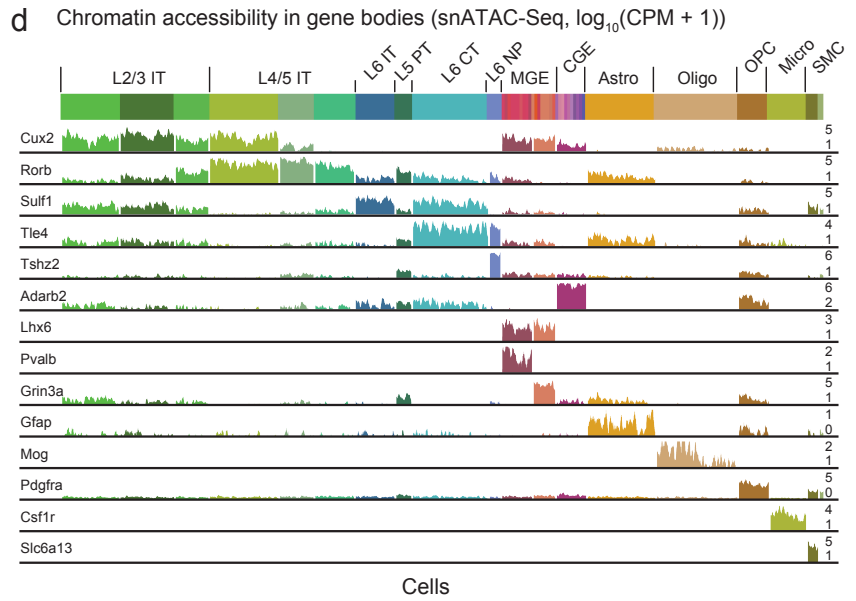 d Chromatin accessibility in gene bodies (snATAC-Seq, log10(CPM + 1))
L2/3 IT L4/5 IT L6 IT L5 PT L6 CT L6 NP MGE CGE Astro Oligo OPC Micro SMC
Cux2 5
1
Rorb 5
1
Sulf1 5
1
Tle4 4
1
Tshz2 6
1
Adarb2 6
2
Lhx6 3
1
Pvalb 2
1
Grin3a 5
1
Gfap 1
0
Mog 2
1
Pdgfra 5
0
Csf1r 4
1
Slc6a13 5
1
Cells